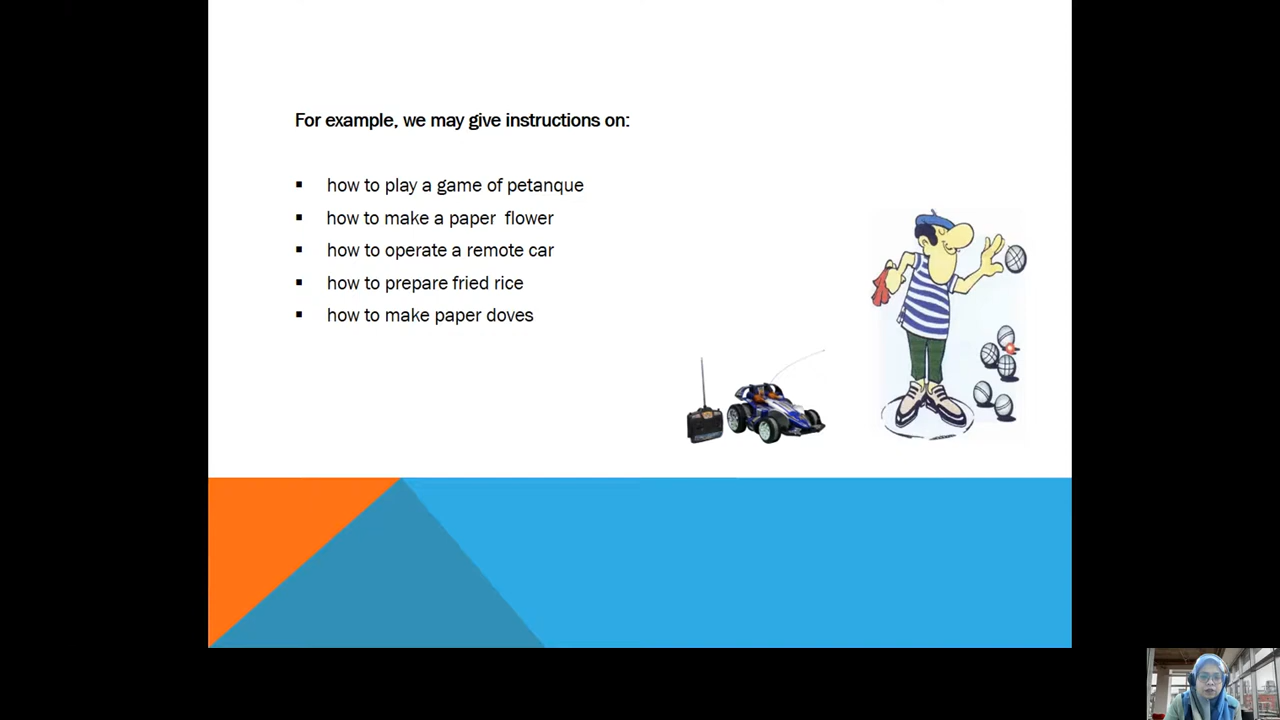 For example, we may give instructions on:
▪ how to play a game of petanque
▪ how to make a paper flower
▪ how to operate a remote car
▪ how to prepare fried rice
▪ how to make paper doves